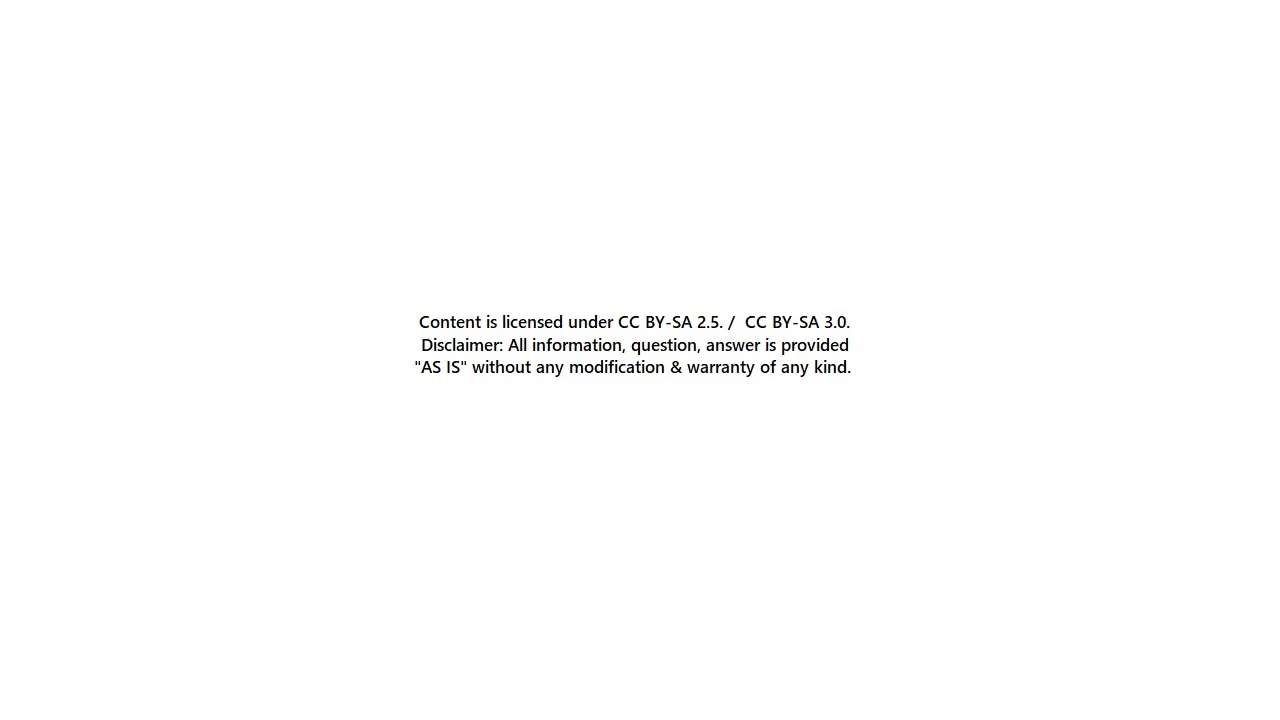 Content is licensed under CC BY-SA 2.5. /  CC BY-SA 3.0.
Disclaimer: All information, question, answer is provided
"AS IS" without any modification & warranty of any kind.